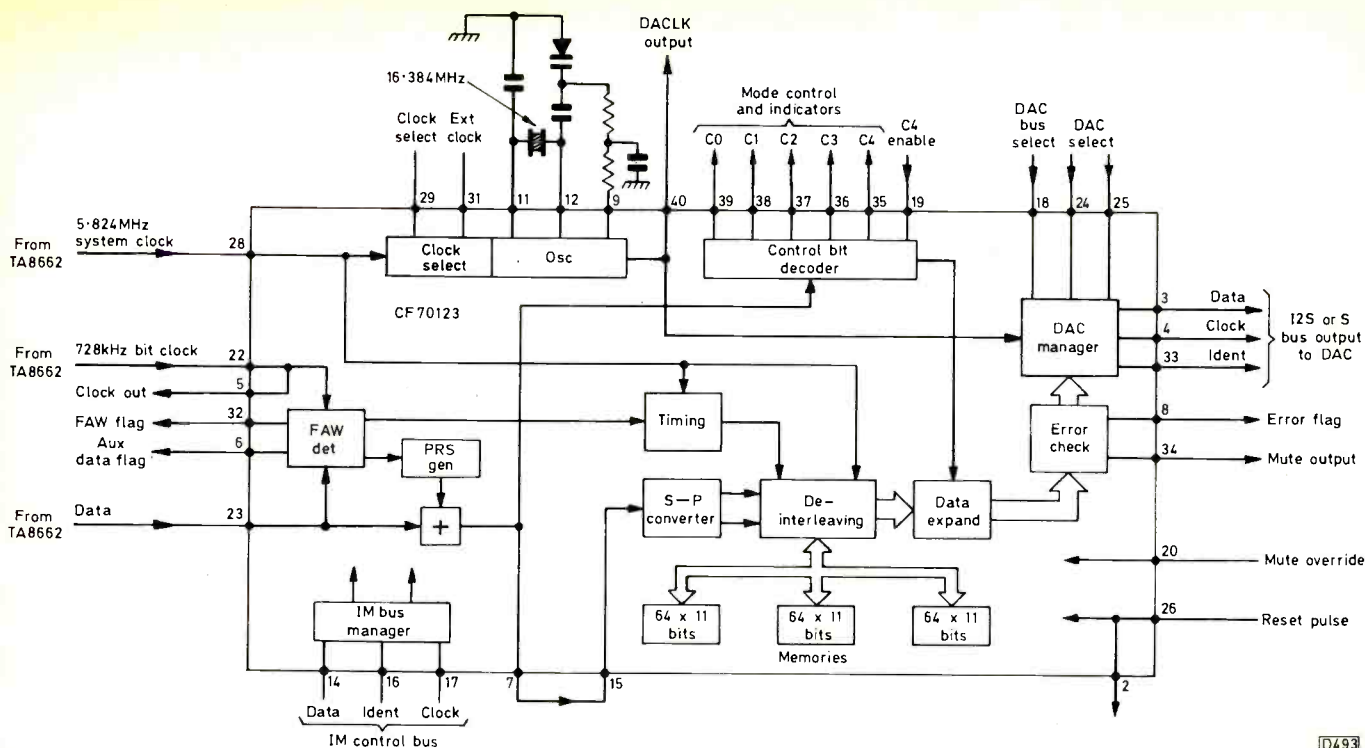 DACLK
output
16·384MHz
Clock
select
Ext
clock
Mode control
and indicators
C0 C1 C2 C3 C4
C4
enable
DAC
bus
select
DAC
select
29 31 11 12 9 40 39 38 37 36 35 19 18 24 25
From
TA8662
5·824MHz
system clock
28
Clock
select
Osc
Control bit
decoder
CF70123
DAC
manager
3 Data
4 Clock
33 Ident
I2S or S
bus output
to DAC
From
TA8662
728kHz bit clock
22
Clock out
5
FAW flag
32
Aux
data flag
6
FAW
det
PRS
gen
Timing
Error
check
8 Error flag
34 Mute output
From
TA8662
Data
23
+
S–P
converter
De-
interleaving
Data
expand
20 Mute override
26 Reset pulse
IM bus
manager
64 x 11
bits
64 x 11
bits
64 x 11
bits
Memories
14 16 17 7 15 2
Data Ident Clock
IM control bus
D493